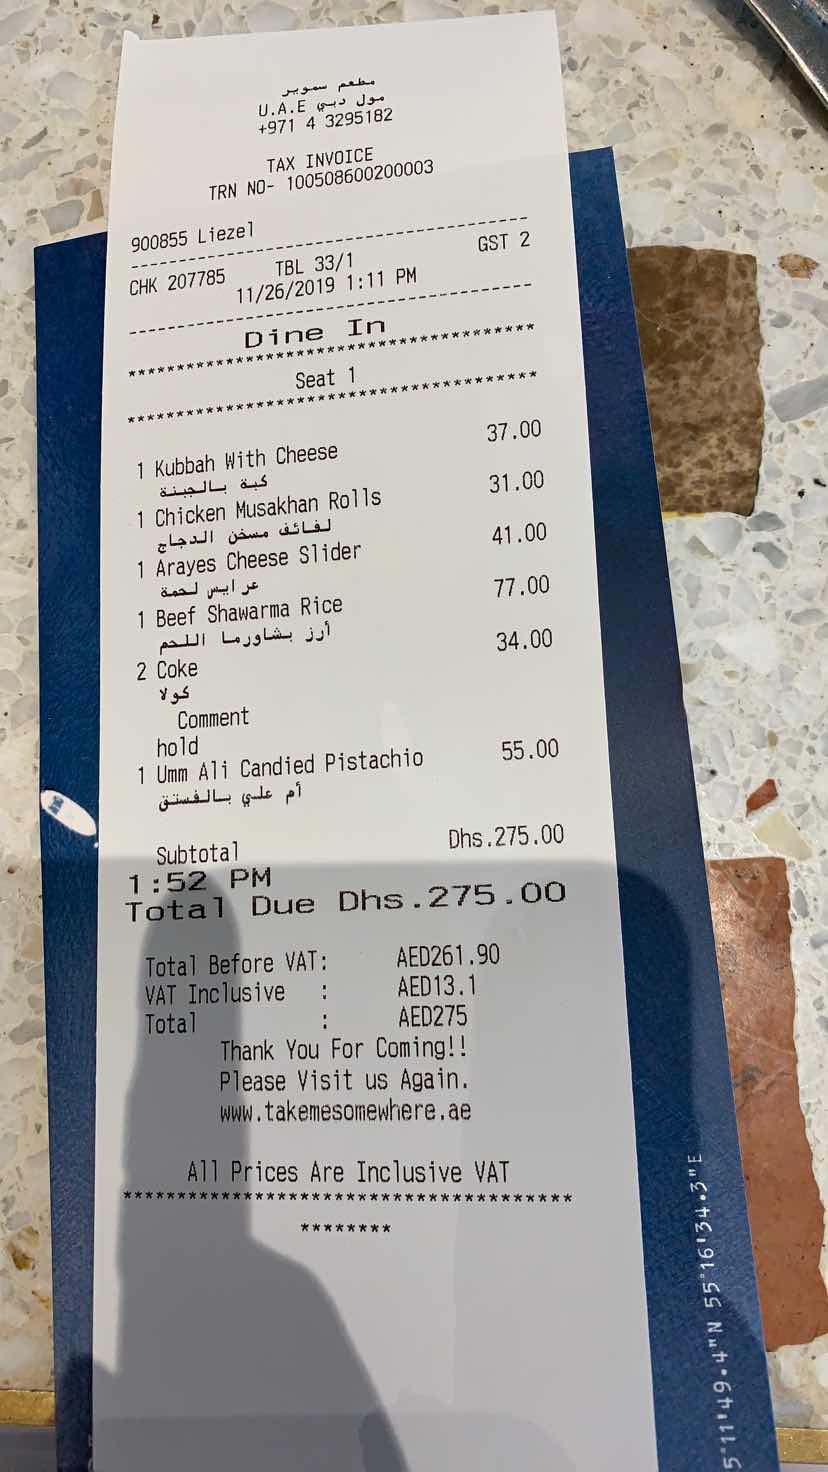 مطعم سموير
مول دبي U.A.E
+971 4 3295182
TAX INVOICE
TRN NO- 100508600200003
900855 Liezel
--------------------------------------
CHK 207785 TBL 33/1 GST 2
11/26/2019 1:11 PM
--------------------------------------
Dine In
**************************************
Seat 1
**************************************
1 Kubbah With Cheese 37.00
كبة بالجبنة
1 Chicken Musakhan Rolls 31.00
لفائف مسخن الدجاج
1 Arayes Cheese Slider 41.00
عرايس لحمة
1 Beef Shawarma Rice 77.00
أرز بشاورما اللحم
2 Coke 34.00
كولا
Comment
hold
1 Umm Ali Candied Pistachio 55.00
أم علي بالفستق
Subtotal Dhs.275.00
1:52 PM
Total Due Dhs.275.00
Total Before VAT: AED261.90
VAT Inclusive : AED13.1
Total : AED275
Thank You For Coming!!
Please Visit us Again.
www.takemesomewhere.ae
All Prices Are Inclusive VAT
**************************************
********
5°11'49.4"N 55°16'34.3"E